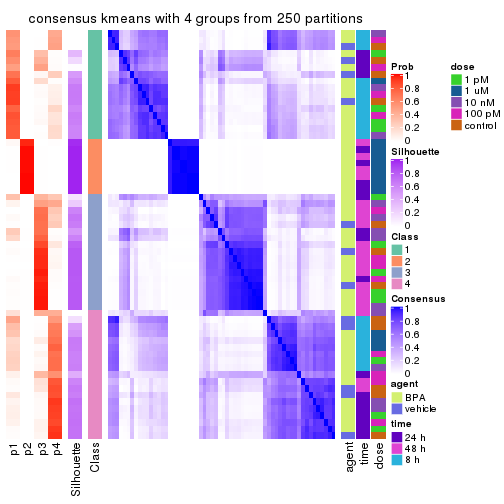 consensus kmeans with 4 groups from 250 partitions
Prob
1
0.8
0.6
0.4
0.2
0
Silhouette
1
0.8
0.6
0.4
0.2
0
Class
1
2
3
4
Consensus
1
0.8
0.6
0.4
0.2
0
agent
BPA
vehicle
time
24 h
48 h
8 h
dose
1 pM
1 uM
10 nM
100 pM
control
p1
p2
p3
p4
Silhouette
Class
agent
time
dose